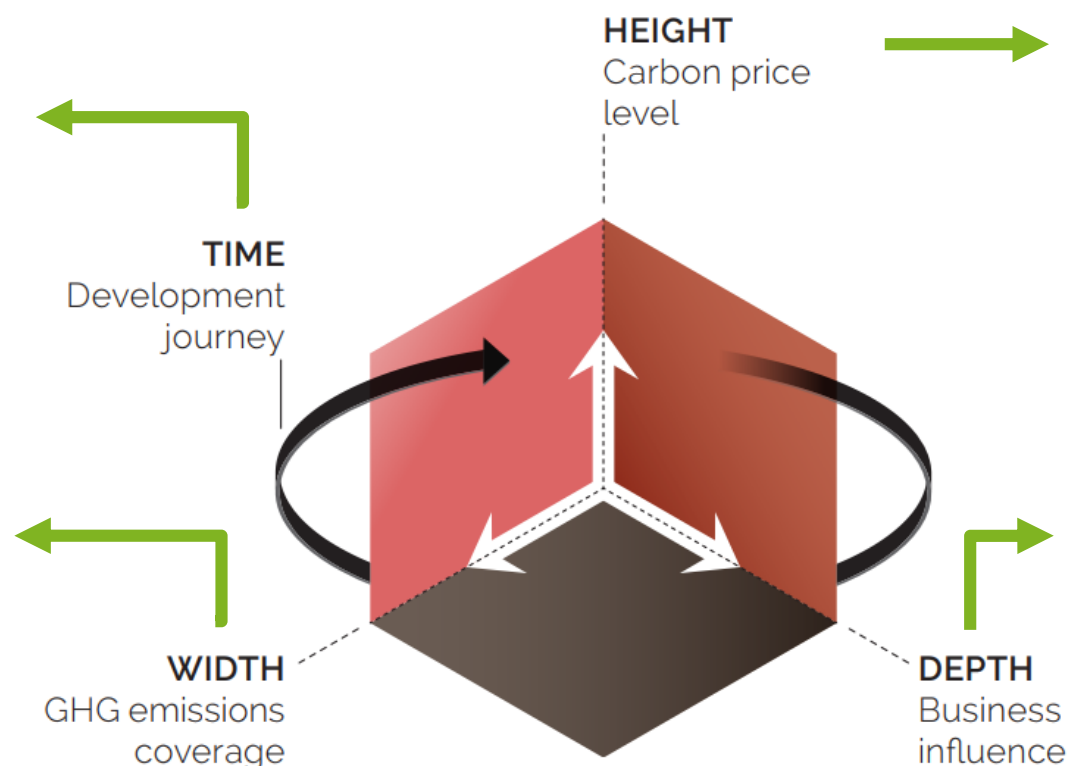 HEIGHT
Carbon price
level
TIME
Development
journey
WIDTH
GHG emissions
coverage
DEPTH
Business
influence